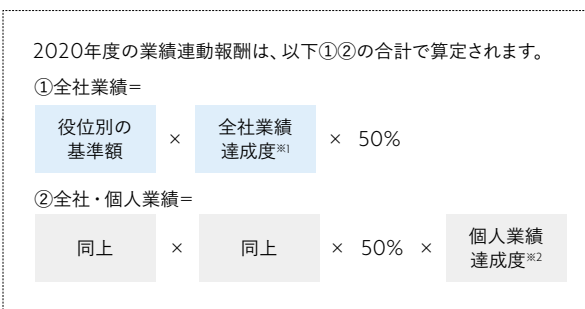 2020年度の業績連動報酬は、以下①②の合計で算定されます。
①全社業績＝
役位別の
基準額
×
全社業績
達成度※1
× 50%
②全社・個人業績＝
同上
×
同上
× 50% ×
個人業績
達成度※2